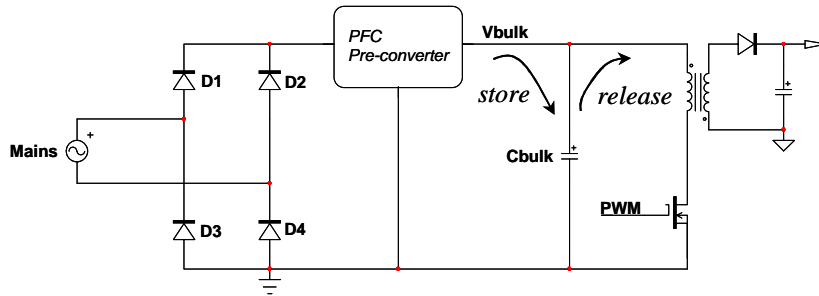 PFC
Pre-converter
Vbulk
D1
D2
store
release
Mains
+
+
Cbulk
+
PWM
D3
D4